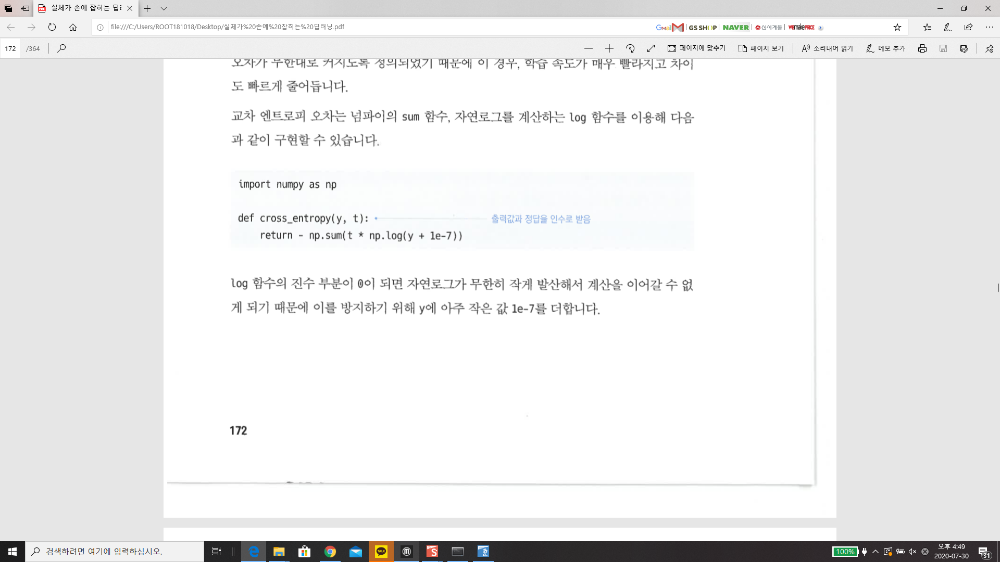 실체가 손에 잡히는 딥러
file:///C:/Users/ROOT181018/Desktop/실체가%20손에%20잡히는%20딥러닝.pdf
Gmail GS SHOP NAVER 신세계몰 WEMAKEPRICE
172 /364 페이지에 맞추기 페이지 보기 소리내어 읽기 메모 추가
오차가 무한대로 커지도록 정의되었기 때문에 이 경우, 학습 속도가 매우 빨라지고 차이
도 빠르게 줄어듭니다.
교차 엔트로피 오차는 넘파이의 sum 함수, 자연로그를 계산하는 log 함수를 이용해 다음
과 같이 구현할 수 있습니다.
import numpy as np
def cross_entropy(y, t): 출력값과 정답을 인수로 받음
return - np.sum(t * np.log(y + 1e-7))
log 함수의 진수 부분이 0이 되면 자연로그가 무한히 작게 발산해서 계산을 이어갈 수 없
게 되기 때문에 이를 방지하기 위해 y에 아주 작은 값 1e-7를 더합니다.
172
검색하려면 여기에 입력하십시오.
TALK
100%
오후 4:49
2020-07-30
31